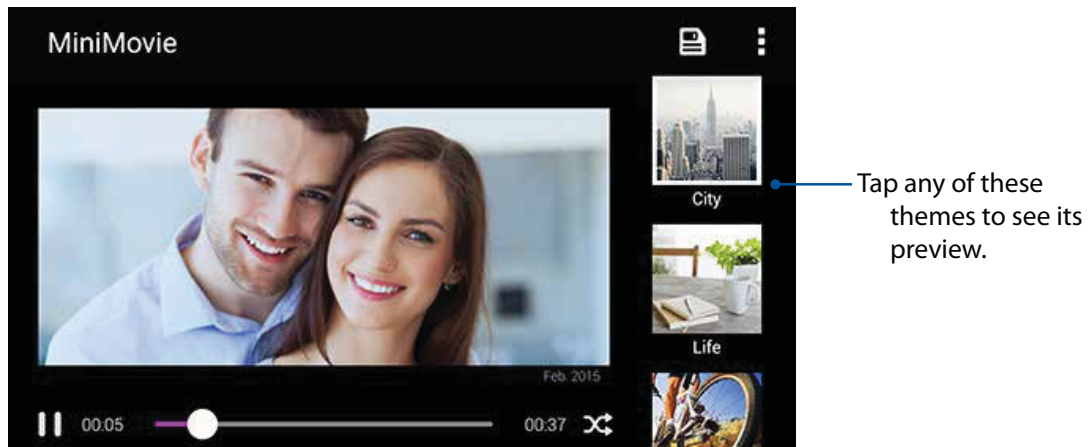 MiniMovie
City
Tap any of these
themes to see its
preview.
Life
Feb. 2015
00:05
00:37